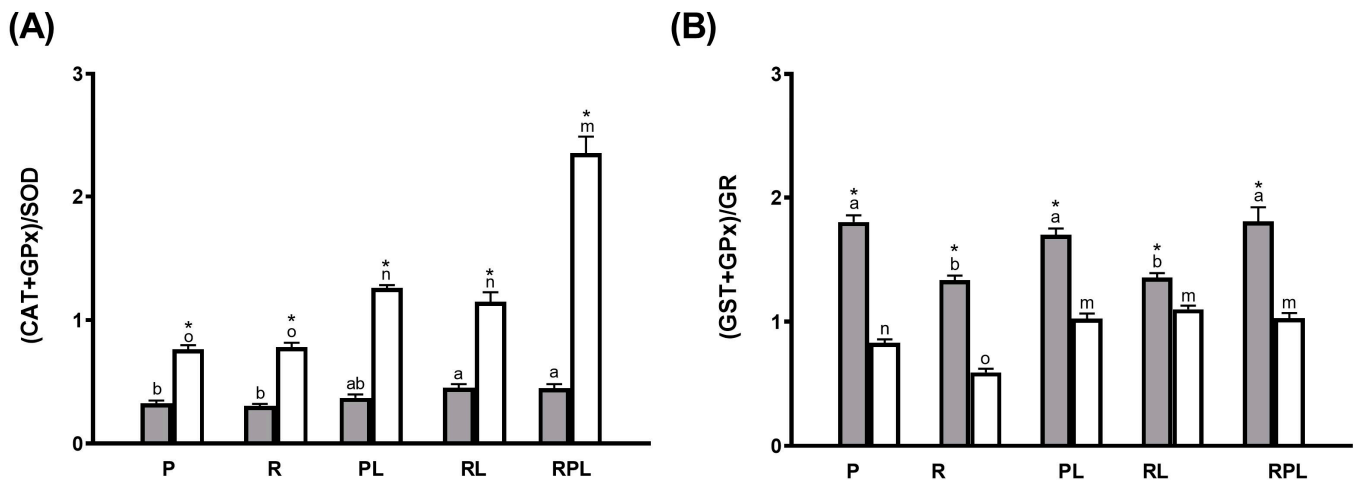 (A)
(B)
(CAT+GPx)/SOD
3
2
1
0
b
*
o
b
*
o
ab
*
n
a
*
n
a
*
m
P R PL RL RPL
(GST+GPx)/GR
3
2
1
0
*
a
n
*
b
o
*
a
m
*
b
m
*
a
m
P R PL RL RPL